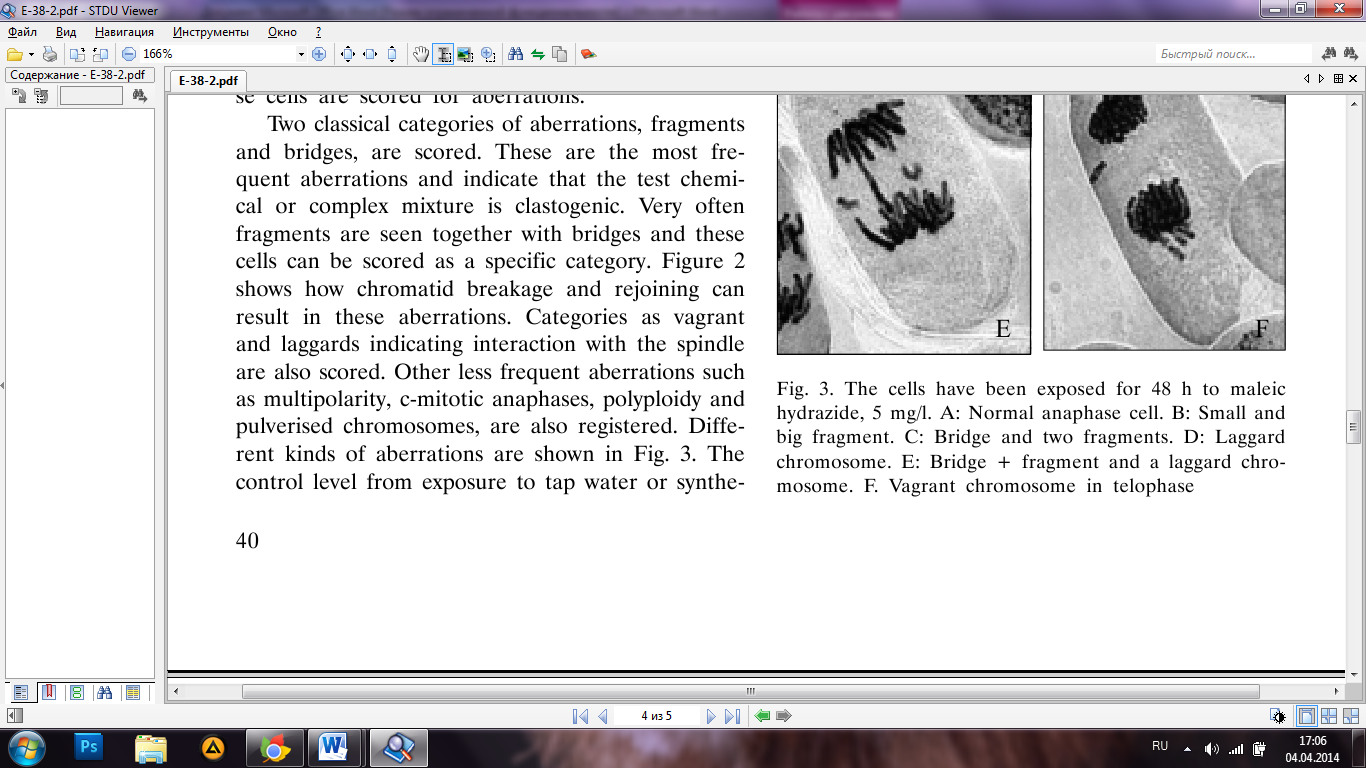 E-38-2.pdf - STDU Viewer
Файл Вид Навигация Инструменты Окно ?
166%
Быстрый поиск...
Содержание - E-38-2.pdf
E-38-2.pdf
se cells are scored for aberrations.
Two classical categories of aberrations, fragments
and bridges, are scored. These are the most fre-
quent aberrations and indicate that the test chemi-
cal or complex mixture is clastogenic. Very often
fragments are seen together with bridges and these
cells can be scored as a specific category. Figure 2
shows how chromatid breakage and rejoining can
result in these aberrations. Categories as vagrant
and laggards indicating interaction with the spindle
are also scored. Other less frequent aberrations such
as multipolarity, c-mitotic anaphases, polyploidy and
pulverised chromosomes, are also registered. Diffe-
rent kinds of aberrations are shown in Fig. 3. The
control level from exposure to tap water or synthe-
40
E
F
Fig. 3. The cells have been exposed for 48 h to maleic
hydrazide, 5 mg/l. A: Normal anaphase cell. B: Small and
big fragment. C: Bridge and two fragments. D: Laggard
chromosome. E: Bridge + fragment and a laggard chro-
mosome. F. Vagrant chromosome in telophase
4 из 5
Ps
W
RU
17:06
04.04.2014